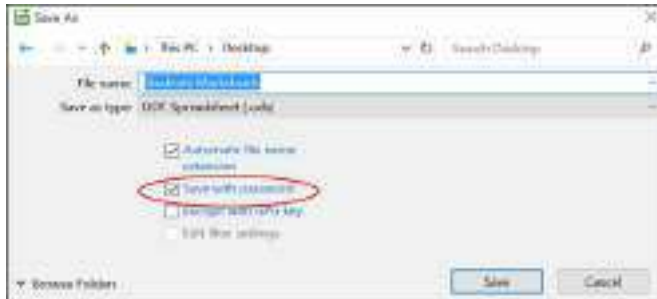 Save As
This PC > Desktop
Search Desktop
File name:
Save as type: ODF Spreadsheet (.ods)
Automatic file name
extension
Save with password
Encrypt with GPG key
Edit filter settings
Browse Folders
Save
Cancel